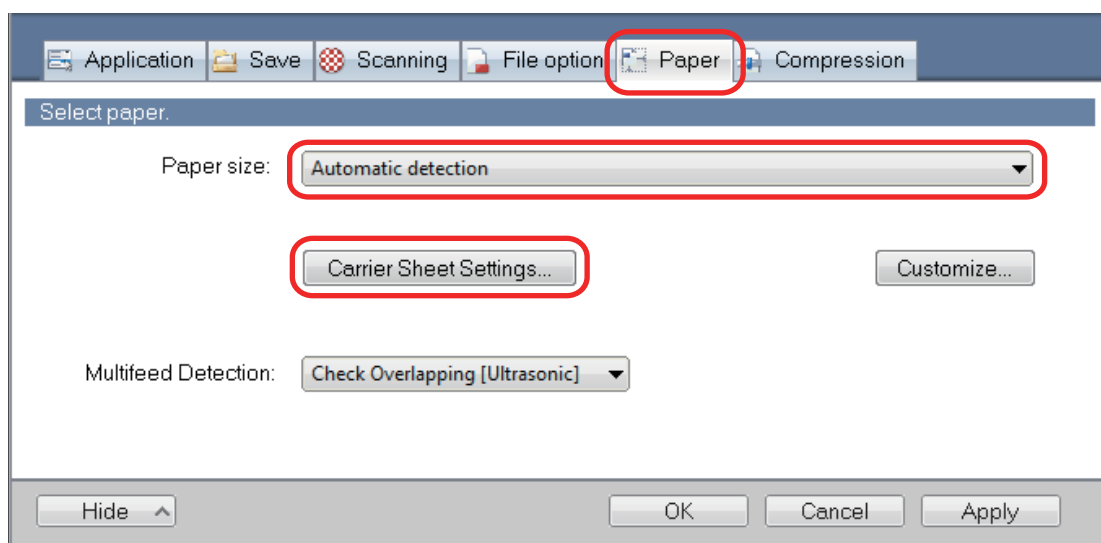 Application Save Scanning File option Paper Compression
Select paper.
Paper size: Automatic detection
Carrier Sheet Settings... Customize...
Multifeed Detection: Check Overlapping [Ultrasonic]
Hide OK Cancel Apply